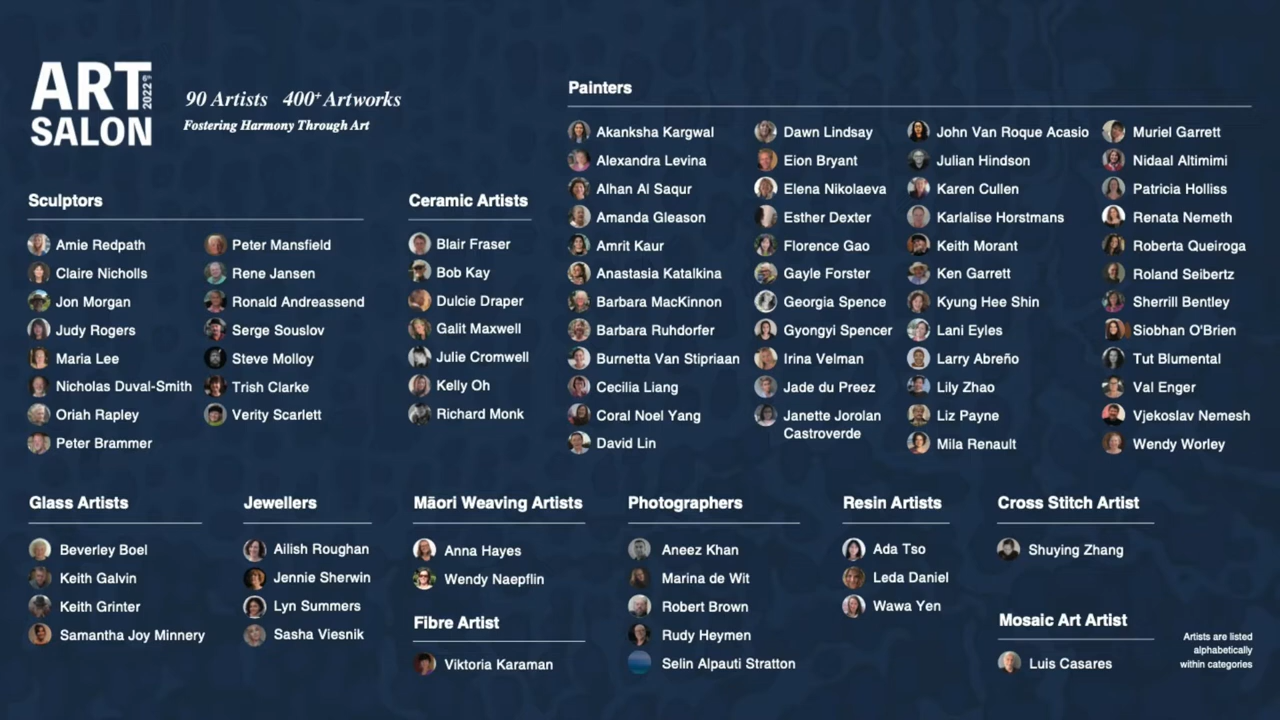 ART
SALON
2022
90 Artists 400+ Artworks
Fostering Harmony Through Art
Sculptors
Amie Redpath
Claire Nicholls
Jon Morgan
Judy Rogers
Maria Lee
Nicholas Duval-Smith
Oriah Rapley
Peter Brammer
Peter Mansfield
Rene Jansen
Ronald Andreassend
Serge Souslov
Steve Molloy
Trish Clarke
Verity Scarlett
Ceramic Artists
Blair Fraser
Bob Kay
Dulcie Draper
Galit Maxwell
Julie Cromwell
Kelly Oh
Richard Monk
Painters
Akanksha Kargwal
Alexandra Levina
Alhan Al Saqur
Amanda Gleason
Amrit Kaur
Anastasia Katalkina
Barbara MacKinnon
Barbara Ruhdorfer
Burnetta Van Stipriaan
Cecilia Liang
Coral Noel Yang
David Lin
Dawn Lindsay
Eion Bryant
Elena Nikolaeva
Esther Dexter
Florence Gao
Gayle Forster
Georgia Spence
Gyongyi Spencer
Irina Velman
Jade du Preez
Janette Jorolan
Castroverde
John Van Roque Acasio
Julian Hindson
Karen Cullen
Karlalise Horstmans
Keith Morant
Ken Garrett
Kyung Hee Shin
Lani Eyles
Larry Abreño
Lily Zhao
Liz Payne
Mila Renault
Muriel Garrett
Nidaal Altimimi
Patricia Holliss
Renata Nemeth
Roberta Queiroga
Roland Seibertz
Sherrill Bentley
Siobhan O'Brien
Tut Blumental
Val Enger
Vjekoslav Nemesh
Wendy Worley
Glass Artists
Beverley Boel
Keith Galvin
Keith Grinter
Samantha Joy Minnery
Jewellers
Ailish Roughan
Jennie Sherwin
Lyn Summers
Sasha Viesnik
Māori Weaving Artists
Anna Hayes
Wendy Naepflin
Fibre Artist
Viktoria Karaman
Photographers
Aneez Khan
Marina de Wit
Robert Brown
Rudy Heymen
Selin Alpauti Stratton
Resin Artists
Ada Tso
Leda Daniel
Wawa Yen
Cross Stitch Artist
Shuying Zhang
Mosaic Art Artist
Luis Casares
Artists are listed
alphabetically
within categories